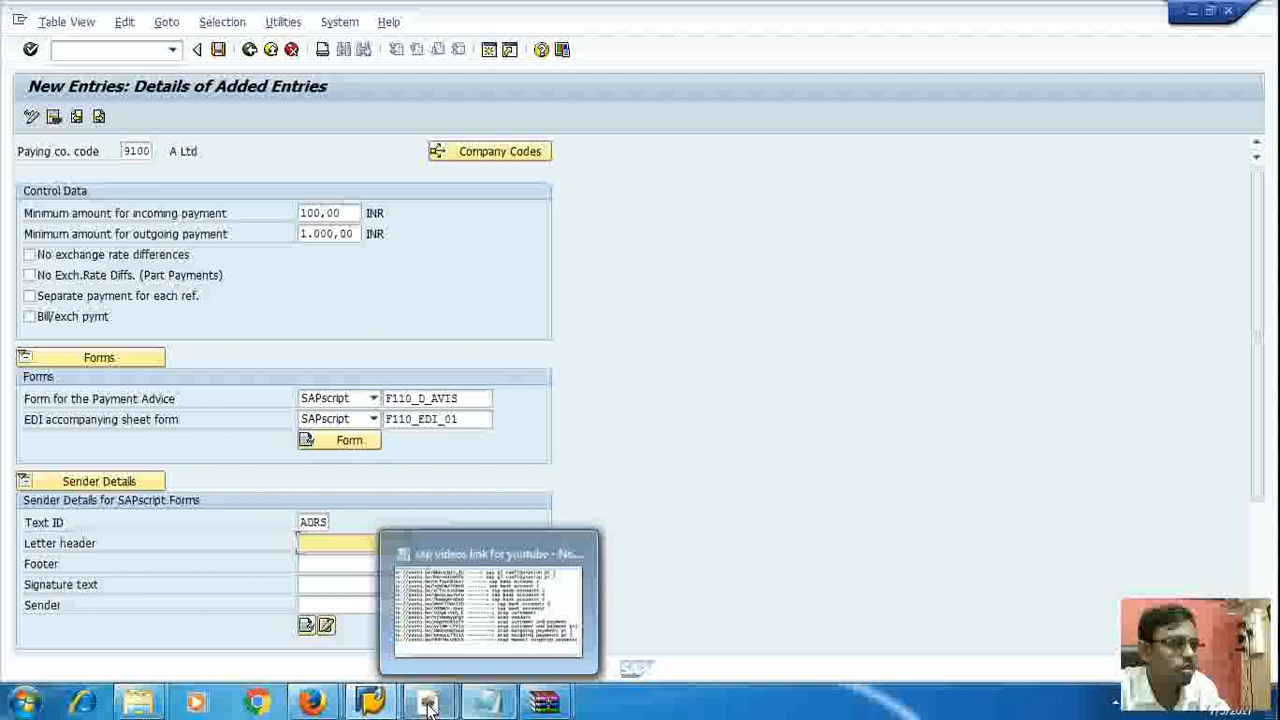 Table View Edit Goto Selection Utilities System Help
New Entries: Details of Added Entries
Paying co. code 9100 A Ltd Company Codes
Control Data
Minimum amount for incoming payment 100,00 INR
Minimum amount for outgoing payment 1.000,00 INR
No exchange rate differences
No Exch.Rate Diffs. (Part Payments)
Separate payment for each ref.
Bill/exch pymt
Forms
Forms
Form for the Payment Advice SAPscript F110_D_AVIS
EDI accompanying sheet form SAPscript F110_EDI_01
Form
Sender Details
Sender Details for SAPscript Forms
Text ID ADRS
Letter header
Footer
Signature text
Sender
sap videos link for youtube - No...
SAP